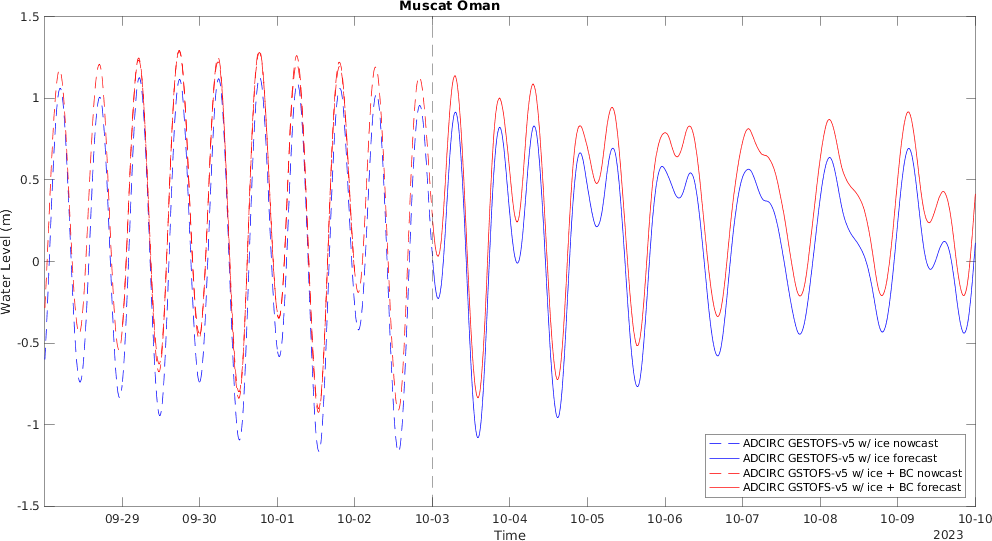 Muscat Oman
1.5
1
0.5
0
-0.5
-1
-1.5
Water Level (m)
09-29 09-30 10-01 10-02 10-03 10-04 10-05 10-06 10-07 10-08 10-09 10-10
Time
2023
ADCIRC GESTOFS-v5 w/ ice nowcast
ADCIRC GESTOFS-v5 w/ ice forecast
ADCIRC GSTOFS-v5 w/ ice + BC nowcast
ADCIRC GSTOFS-v5 w/ ice + BC forecast